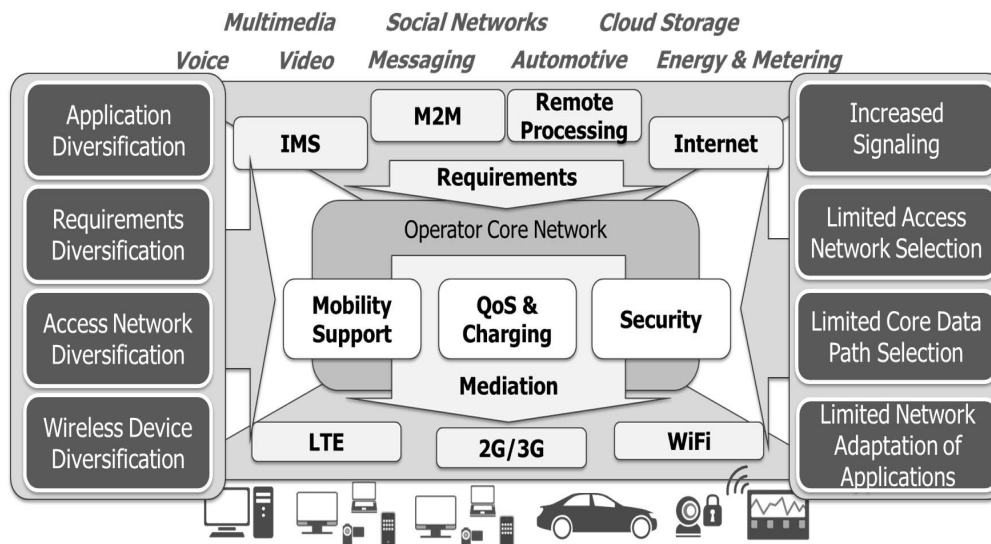 Multimedia Social Networks Cloud Storage
Voice Video Messaging Automotive Energy & Metering
Application
Diversification
Requirements
Diversification
Access Network
Diversification
Wireless Device
Diversification
IMS
M2M
Remote
Processing
Internet
Requirements
Operator Core Network
Mobility
Support
QoS &
Charging
Security
Mediation
LTE
2G/3G
WiFi
Increased
Signaling
Limited Access
Network Selection
Limited Core Data
Path Selection
Limited Network
Adaptation of
Applications